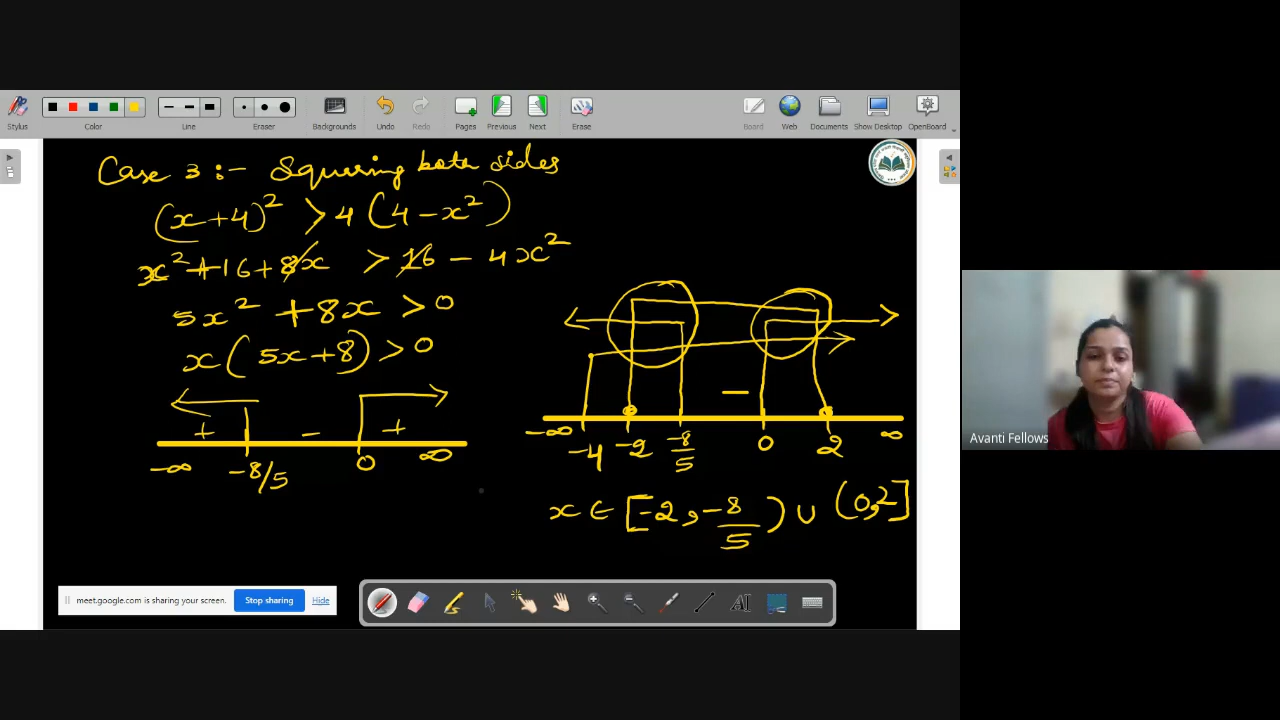 Stylus
Color
Line
Eraser
Backgrounds
Undo
Redo
Pages
Previous
Next
Erase
Board
Web
Documents
Show Desktop
OpenBoard
Case 3 :- Squaring both sides
(x+4)² > 4(4-x²)
x²+16+8x > 16 - 4x²
5x² + 8x > 0
x(5x+8) > 0
+ - +
-∞ -8/5 0 ∞
-
-∞ -4 -2 -8/5 0 2 ∞
x ∈ [-2, -8/5) ∪ (0,2]
Avanti Fellows
meet.google.com is sharing your screen.
Stop sharing
Hide